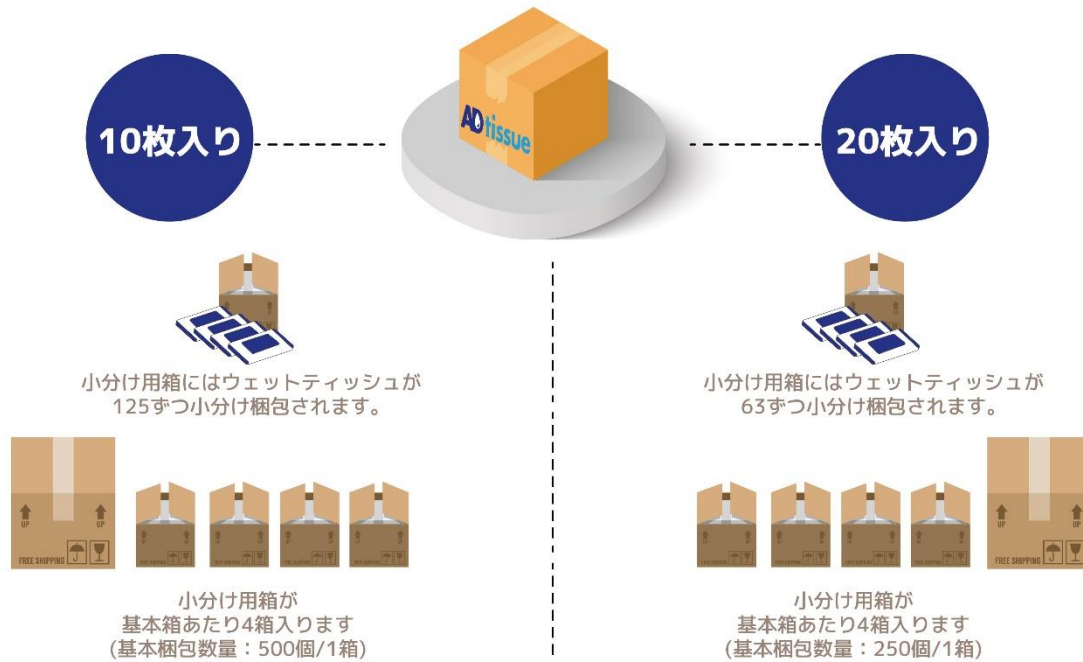 10枚入り
AD tissue
20枚入り
小分け用箱にはウェットティッシュが
125ずつ小分け梱包されます。
小分け用箱にはウェットティッシュが
63ずつ小分け梱包されます。
UP UP
FREE SHIPPING
小分け用箱が
基本箱あたり4箱入ります
(基本梱包数量：500個/1箱)
UP UP
FREE SHIPPING
小分け用箱が
基本箱あたり4箱入ります
(基本梱包数量：250個/1箱)